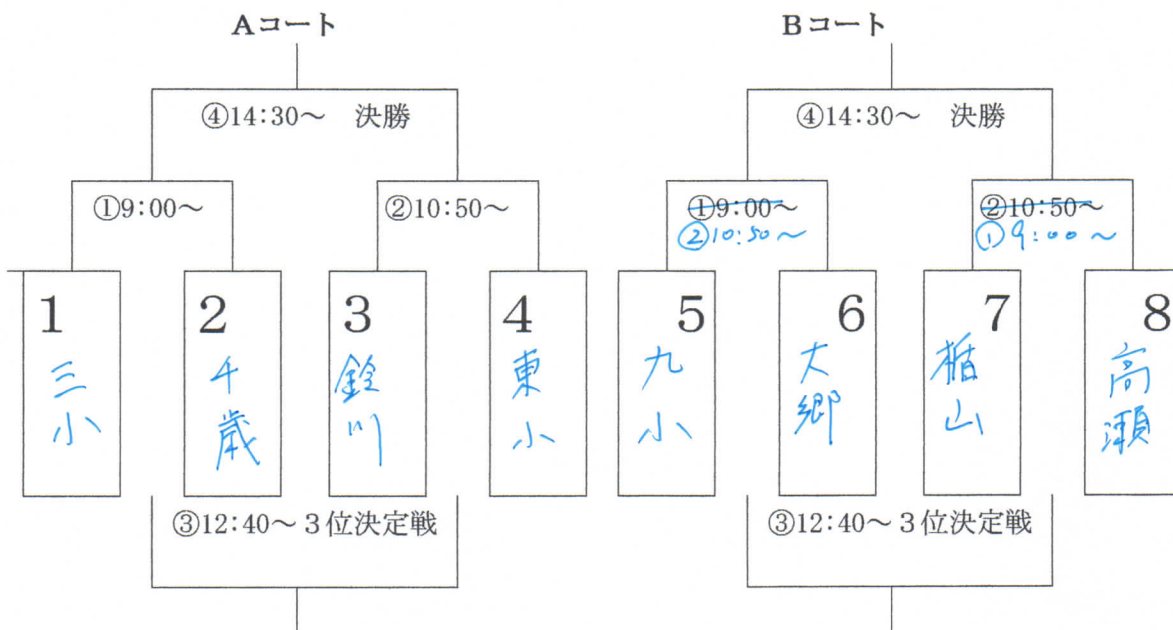 Aコート
Bコート
④14:30～ 決勝
④14:30～ 決勝
①9:00～
②10:50～
①9:00～
②10:50～
②10:50～
①9:00～
1
2
3
4
5
6
7
8
三小
千歳
鈴川
東小
九小
大郷
楯山
高瀬
③12:40～３位決定戦
③12:40～３位決定戦